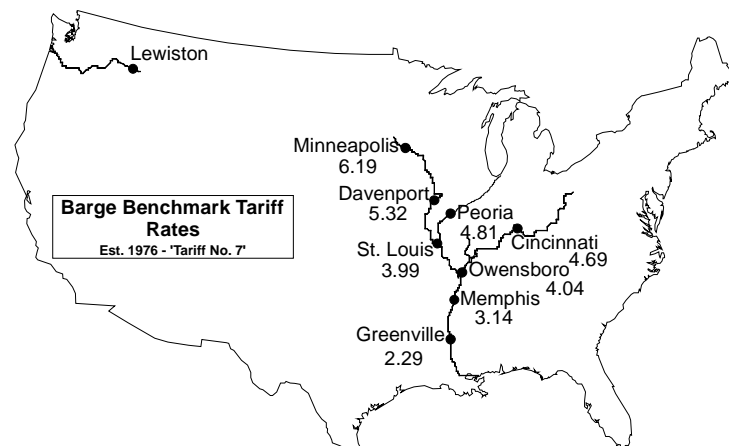 Lewiston
Minneapolis
6.19
Davenport
5.32
Peoria
4.81
Barge Benchmark Tariff
Rates
Est. 1976 - 'Tariff No. 7'
St. Louis
3.99
Cincinnati
4.69
Owensboro
4.04
Memphis
3.14
Greenville
2.29